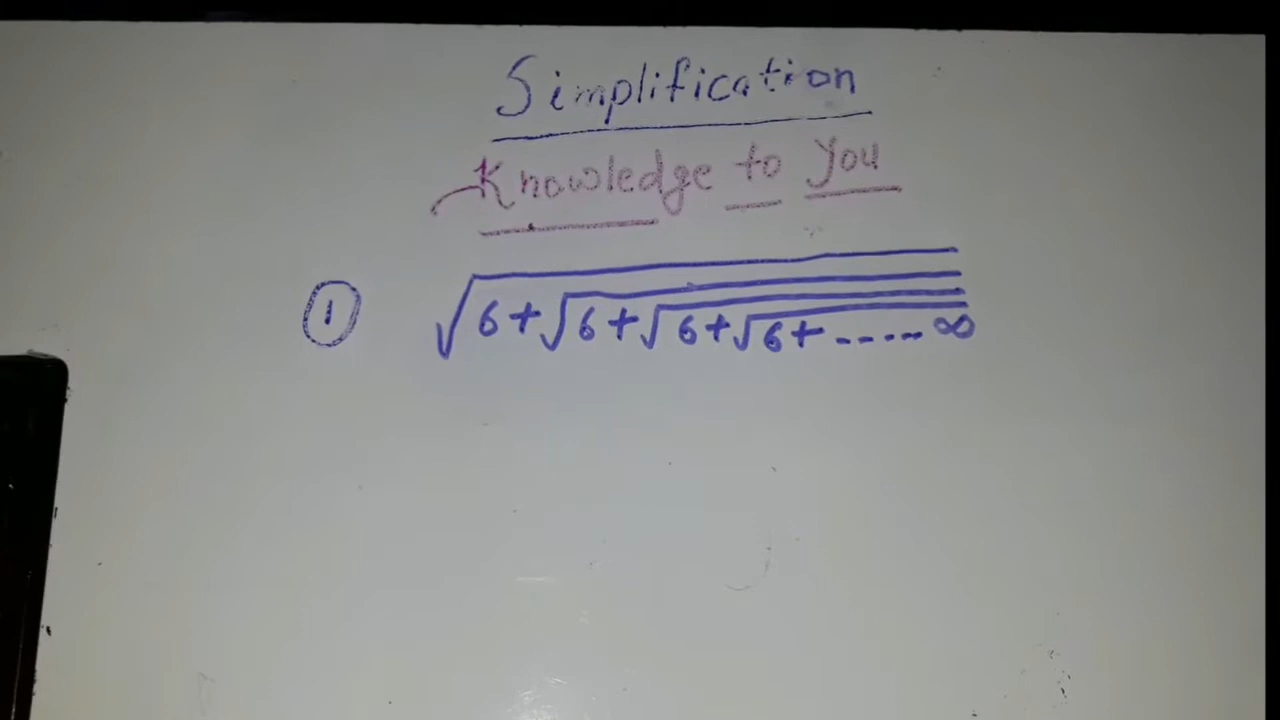 Simplification
Knowledge to you
① √6+√6+√6+√6+.....∞